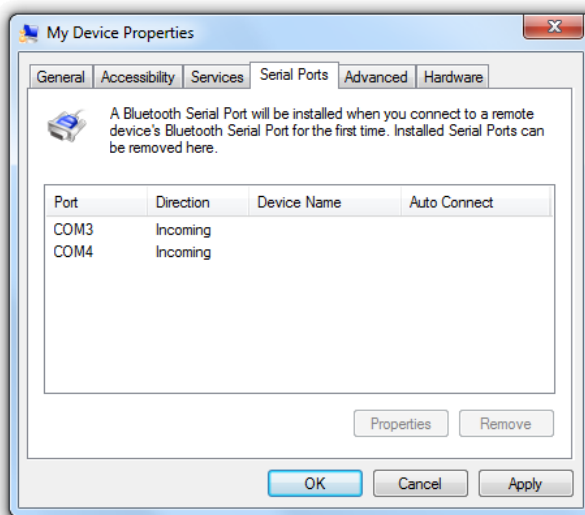 My Device Properties
General Accessibility Services Serial Ports Advanced Hardware
A Bluetooth Serial Port will be installed when you connect to a remote
device's Bluetooth Serial Port for the first time. Installed Serial Ports can
be removed here.
Port Direction Device Name Auto Connect
COM3 Incoming
COM4 Incoming
Properties Remove
OK Cancel Apply